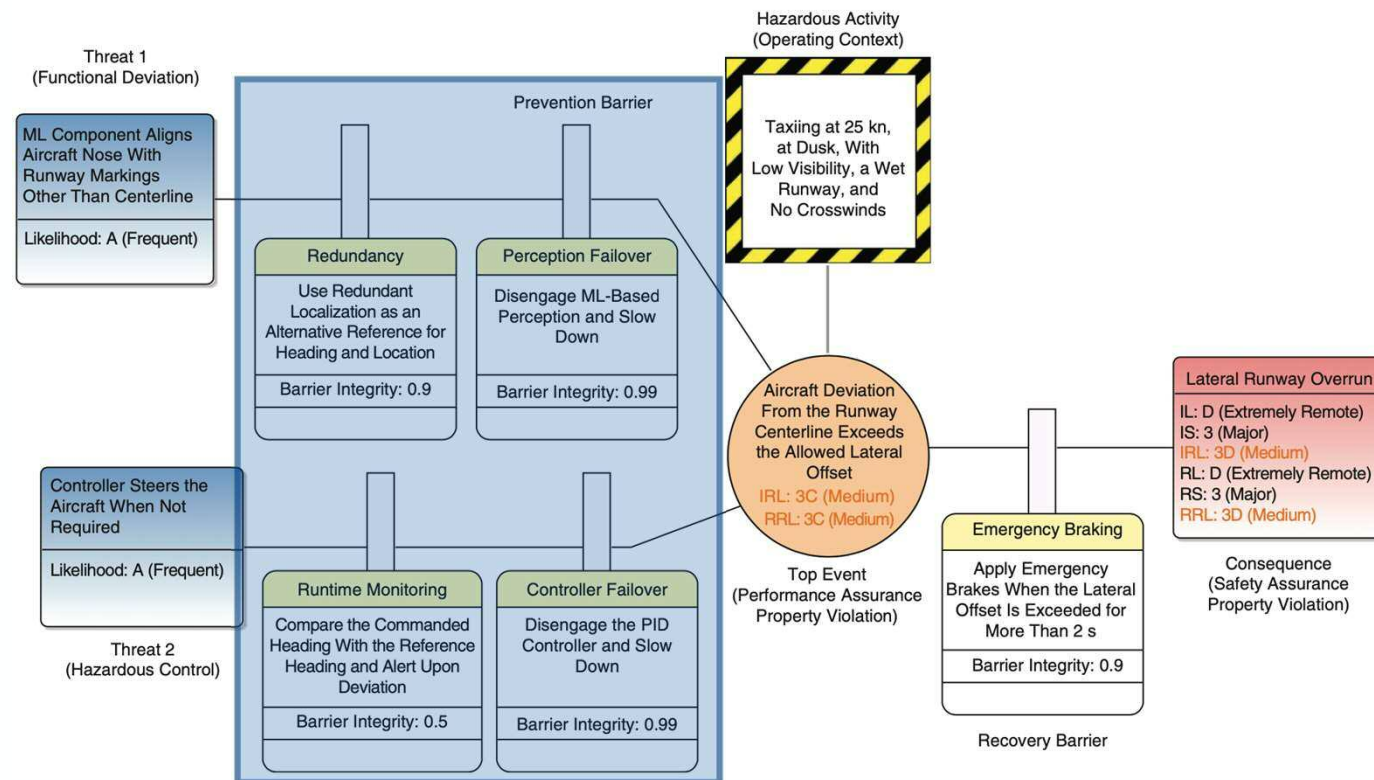 Threat 1
(Functional Deviation)
ML Component Aligns
Aircraft Nose With
Runway Markings
Other Than Centerline
Likelihood: A (Frequent)
Prevention Barrier
Redundancy
Use Redundant
Localization as an
Alternative Reference for
Heading and Location
Barrier Integrity: 0.9
Perception Failover
Disengage ML-Based
Perception and Slow
Down
Barrier Integrity: 0.99
Hazardous Activity
(Operating Context)
Taxiing at 25 kn,
at Dusk, With
Low Visibility, a Wet
Runway, and
No Crosswinds
Controller Steers the
Aircraft When Not
Required
Likelihood: A (Frequent)
Threat 2
(Hazardous Control)
Runtime Monitoring
Compare the Commanded
Heading With the Reference
Heading and Alert Upon
Deviation
Barrier Integrity: 0.5
Controller Failover
Disengage the PID
Controller and Slow
Down
Barrier Integrity: 0.99
Aircraft Deviation
From the Runway
Centerline Exceeds
the Allowed Lateral
Offset
IRL: 3C (Medium)
RRL: 3C (Medium)
Top Event
(Performance Assurance
Property Violation)
Emergency Braking
Apply Emergency
Brakes When the Lateral
Offset Is Exceeded for
More Than 2 s
Barrier Integrity: 0.9
Recovery Barrier
Lateral Runway Overrun
IL: D (Extremely Remote)
IS: 3 (Major)
IRL: 3D (Medium)
RL: D (Extremely Remote)
RS: 3 (Major)
RRL: 3D (Medium)
Consequence
(Safety Assurance
Property Violation)